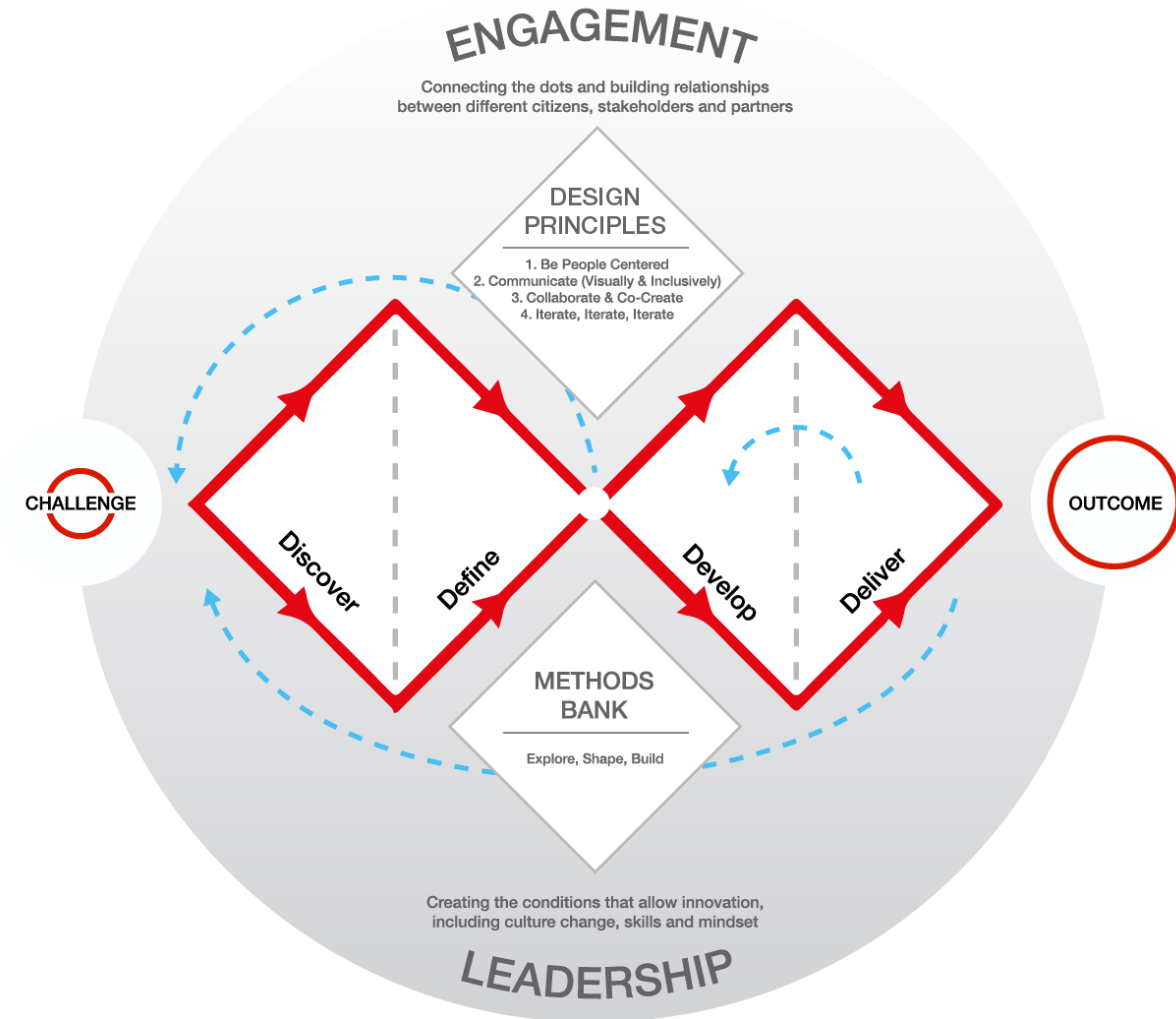 ENGAGEMENT
Connecting the dots and building relationships
between different citizens, stakeholders and partners
DESIGN
PRINCIPLES
1. Be People Centered
2. Communicate (Visually & Inclusively)
3. Collaborate & Co-Create
4. Iterate, Iterate, Iterate
CHALLENGE
Discover
Define
Develop
Deliver
OUTCOME
METHODS
BANK
Explore, Shape, Build
Creating the conditions that allow innovation,
including culture change, skills and mindset
LEADERSHIP